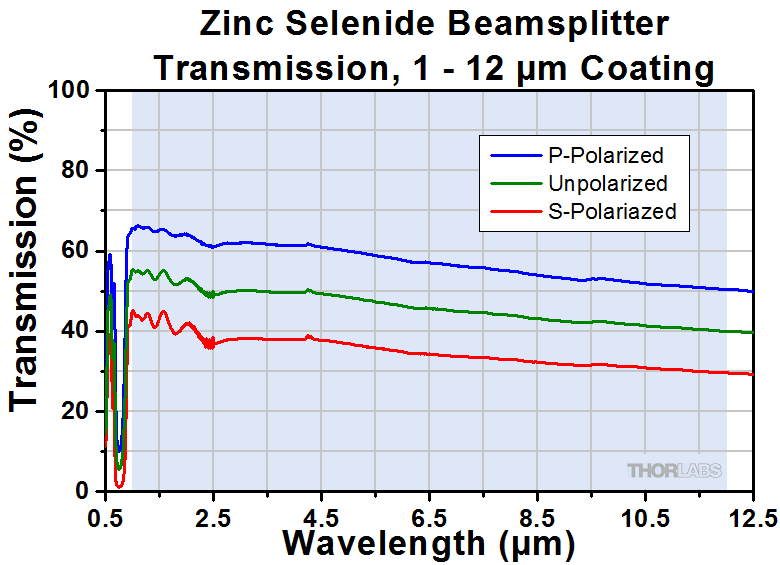 Zinc Selenide Beamsplitter
Transmission, 1 - 12 µm Coating
Transmission (%)
100
80
60
40
20
0
P-Polarized
Unpolarized
S-Polariazed
THORLABS
0.5 2.5 4.5 6.5 8.5 10.5 12.5
Wavelength (µm)